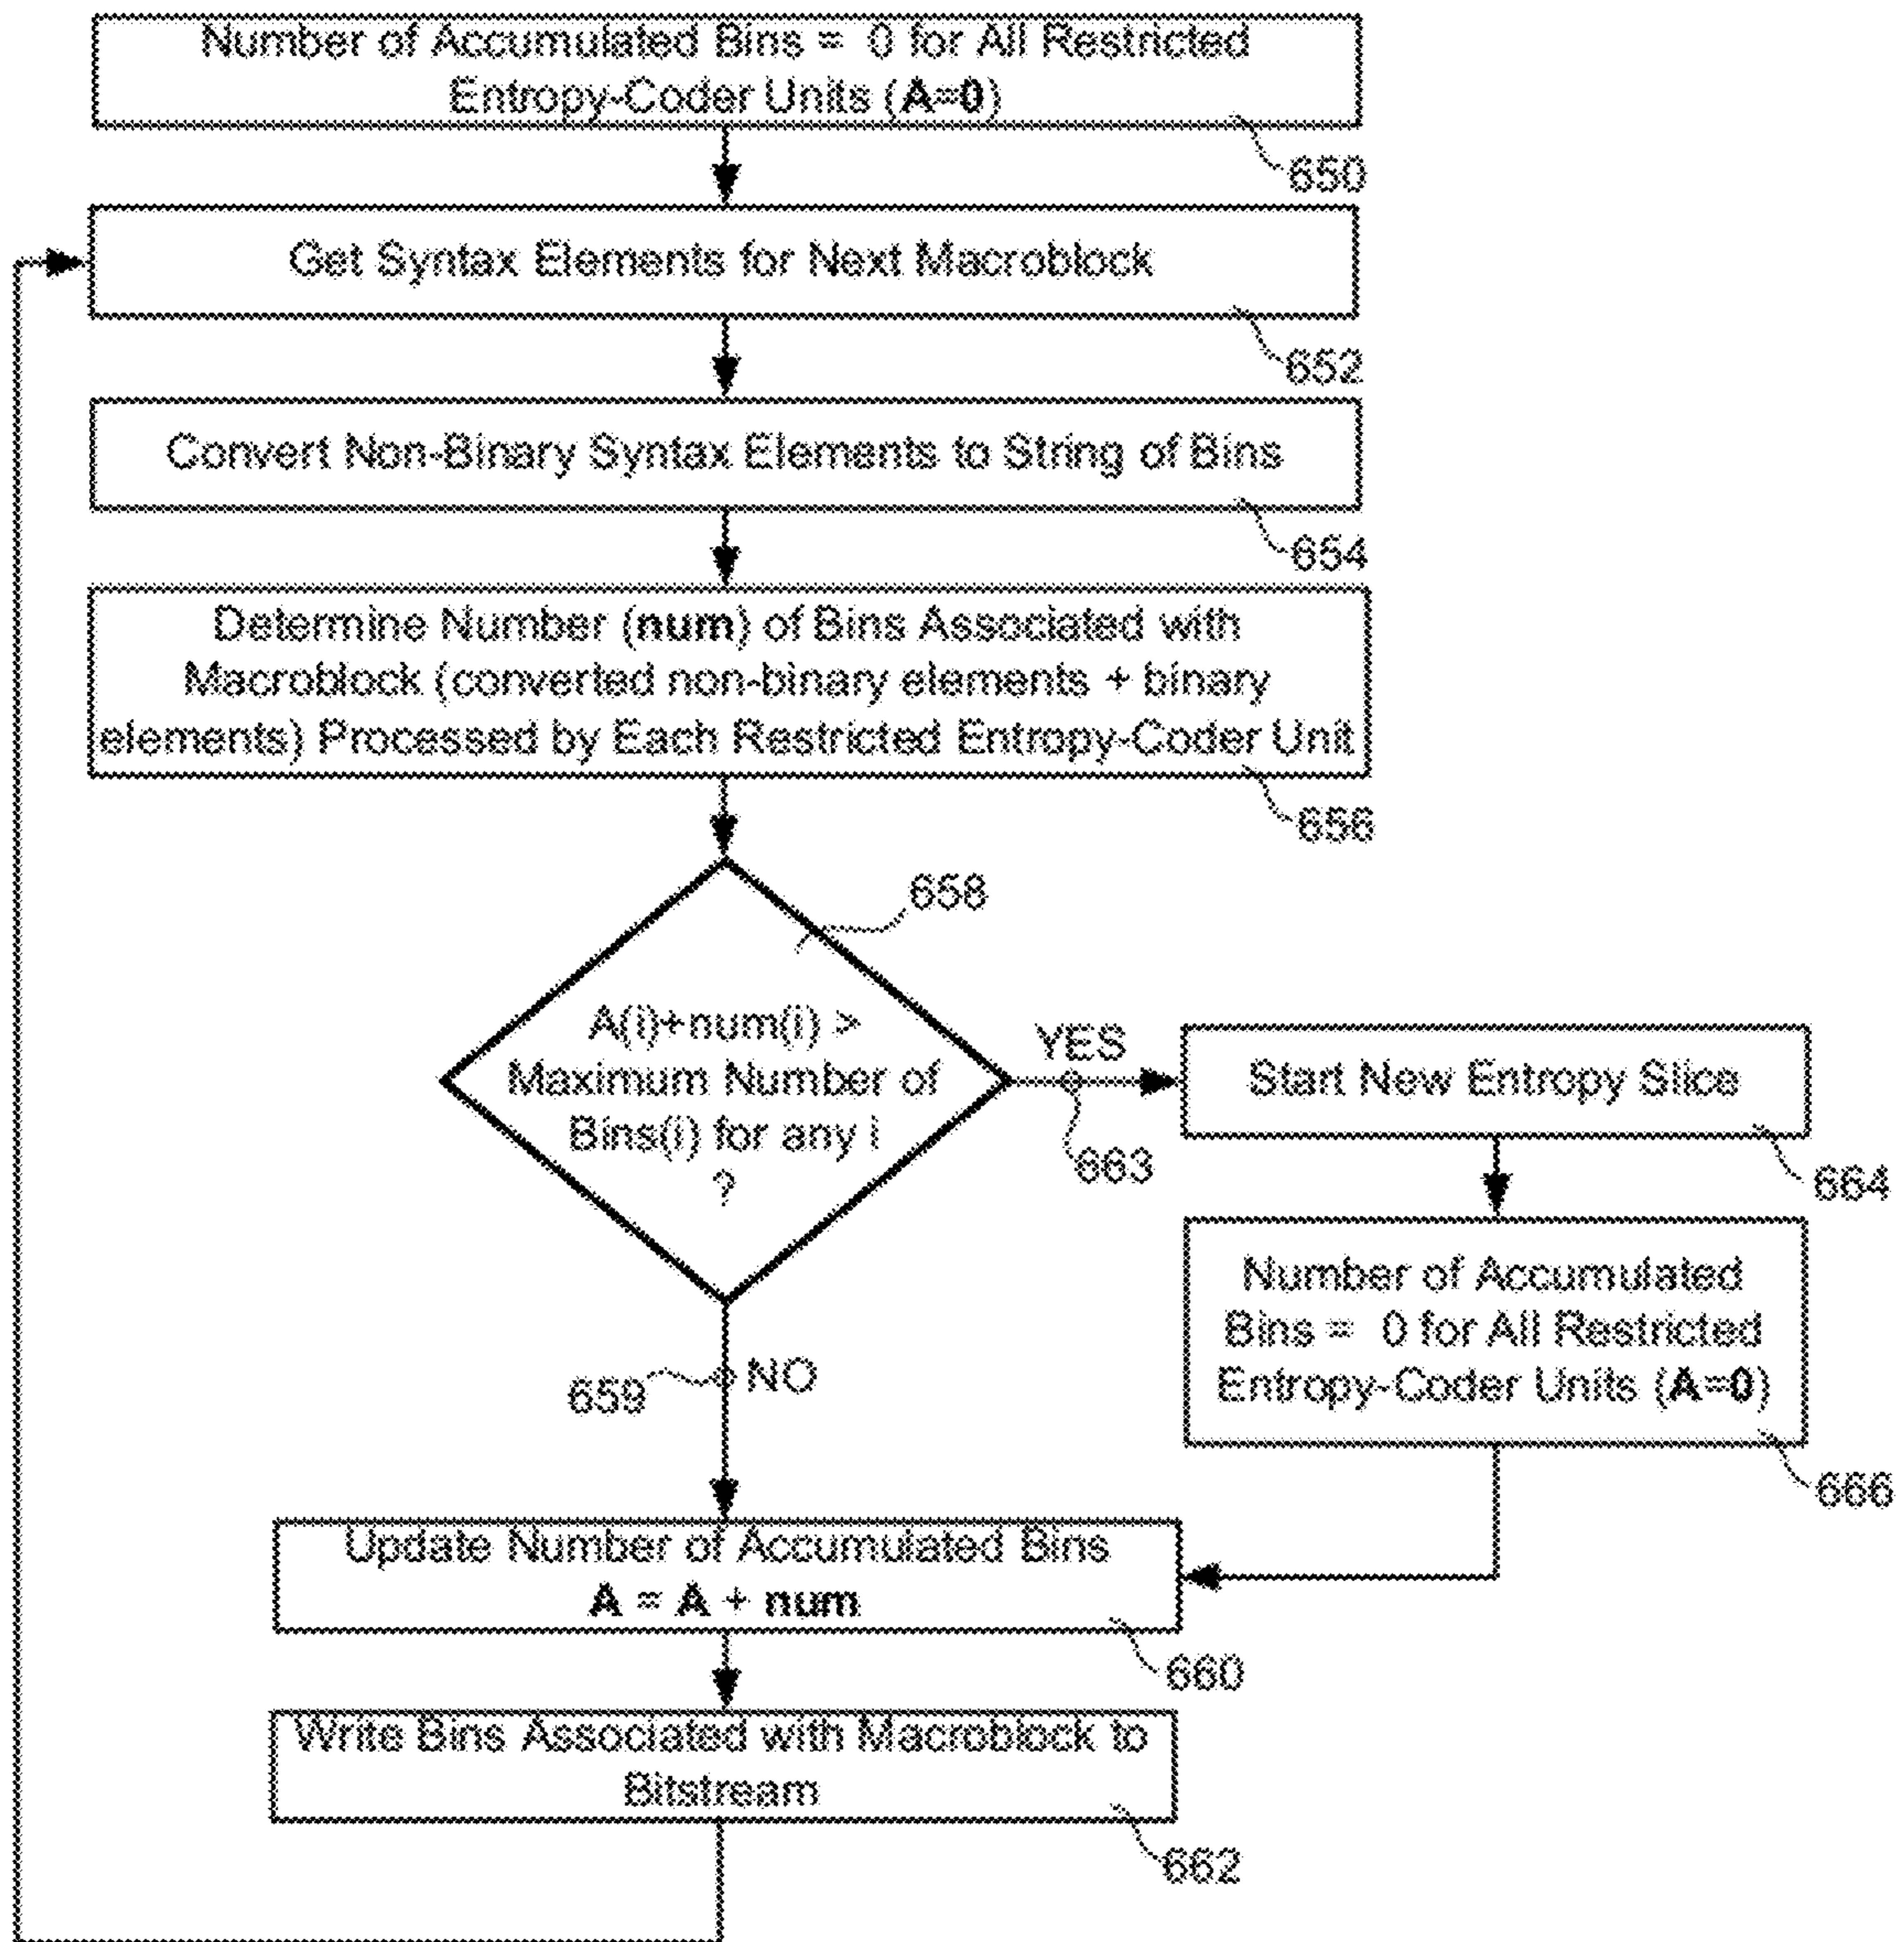 Number of Accumulated Bins = 0 for All Restricted
Entropy-Coder Units (A=0)
650
Get Syntax Elements for Next Macroblock
652
Convert Non-Binary Syntax Elements to String of Bins
654
Determine Number (num) of Bins Associated with
Macroblock (converted non-binary elements + binary
elements) Processed by Each Restricted Entropy-Coder Unit
656
658
A(i)+num(i) >
Maximum Number of
Bins(i) for any i
?
YES
663
Start New Entropy Slice
664
Number of Accumulated
Bins = 0 for All Restricted
Entropy-Coder Units (A=0)
666
659
NO
Update Number of Accumulated Bins
A = A + num
660
Write Bins Associated with Macroblock to
Bitstream
662